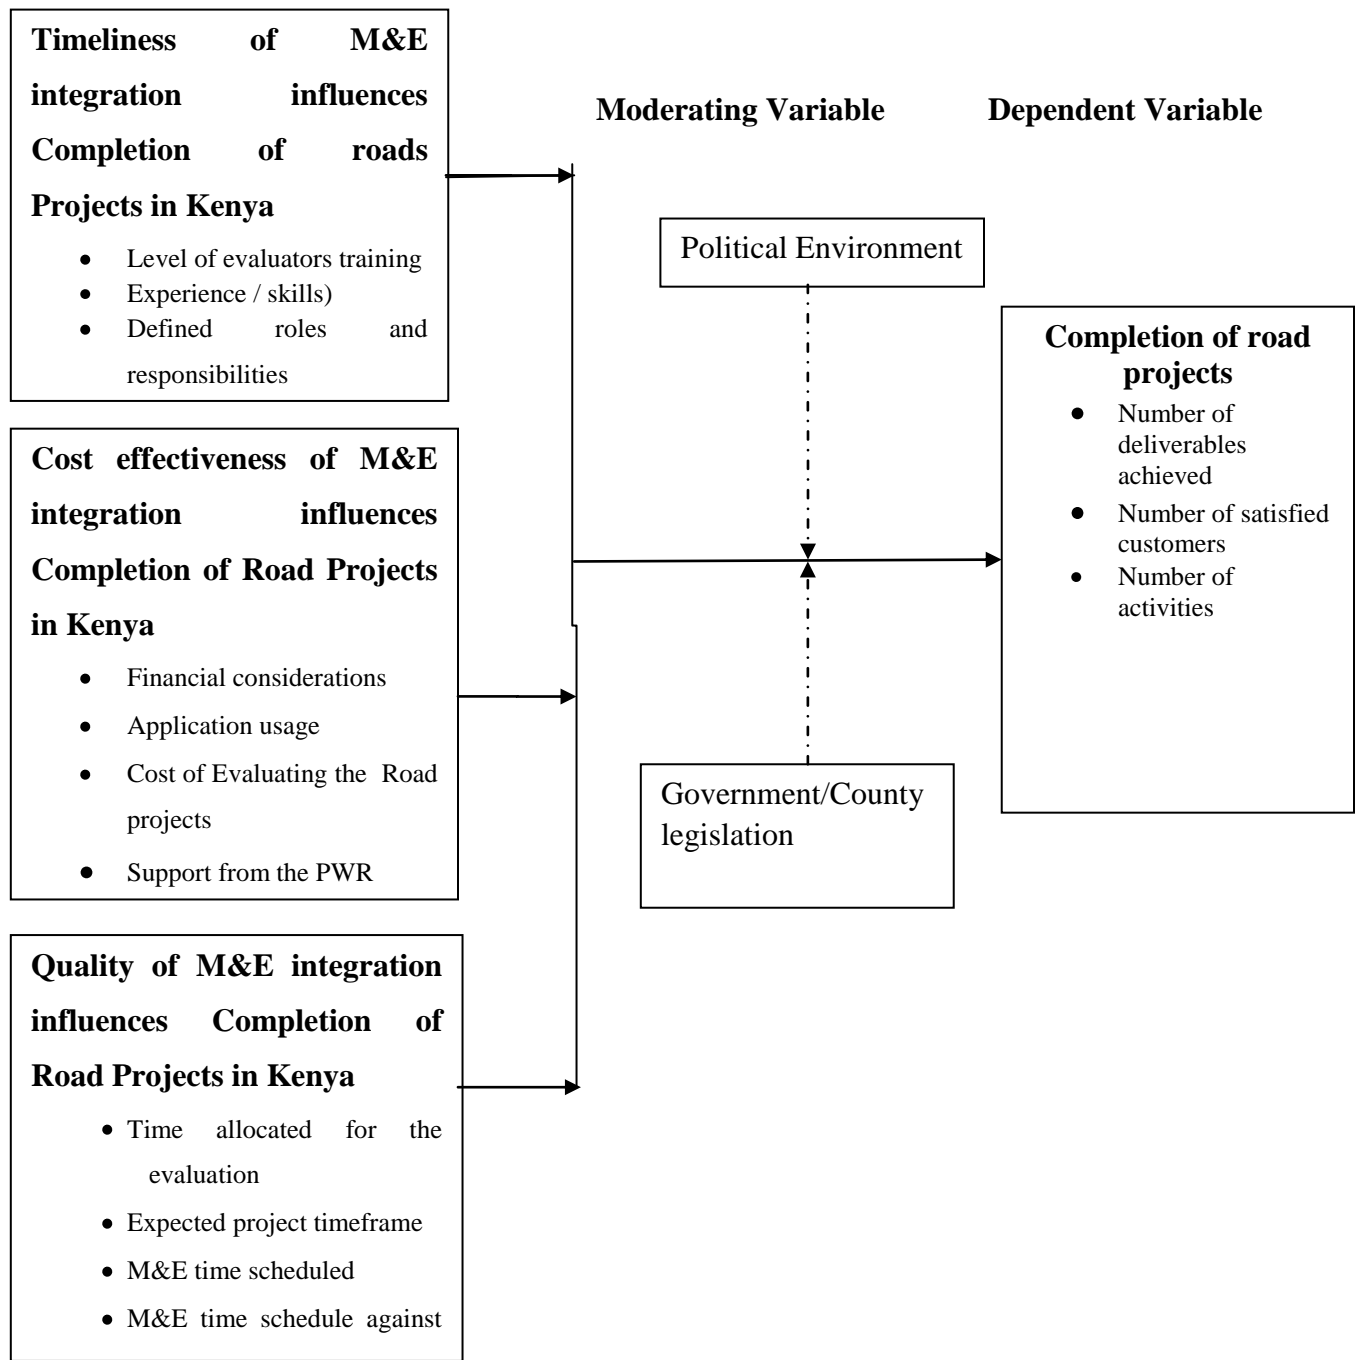 Timeliness of M&E
integration influences
Completion of roads
Projects in Kenya
• Level of evaluators training
• Experience / skills)
• Defined roles and
responsibilities
Cost effectiveness of M&E
integration influences
Completion of Road Projects
in Kenya
• Financial considerations
• Application usage
• Cost of Evaluating the Road
projects
• Support from the PWR
Quality of M&E integration
influences Completion of
Road Projects in Kenya
• Time allocated for the
evaluation
• Expected project timeframe
• M&E time scheduled
• M&E time schedule against
Moderating Variable
Political Environment
Government/County
legislation
Dependent Variable
Completion of road
projects
• Number of
deliverables
achieved
• Number of satisfied
customers
• Number of
activities